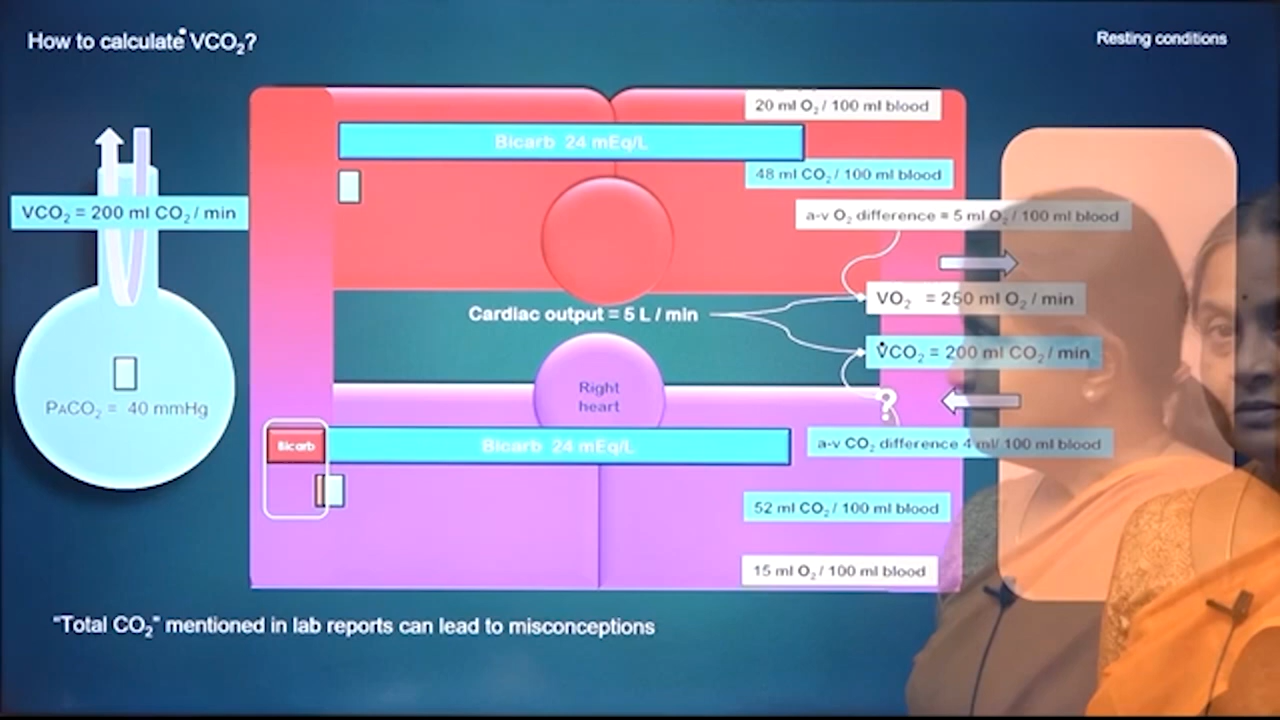 How to calculate V̇CO₂?
Resting conditions
20 ml O₂ / 100 ml blood
Bicarb 24 mEq/L
48 ml CO₂ / 100 ml blood
VCO₂ = 200 ml CO₂ / min
a-v O₂ difference = 5 ml O₂ / 100 ml blood
VO₂ = 250 ml O₂ / min
Cardiac output = 5 L / min
V̇CO₂ = 200 ml CO₂ / min
Right
heart
?
PACO₂ = 40 mmHg
Bicarb
Bicarb 24 mEq/L
a-v CO₂ difference 4 ml/ 100 ml blood
52 ml CO₂ / 100 ml blood
15 ml O₂ / 100 ml blood
"Total CO₂" mentioned in lab reports can lead to misconceptions